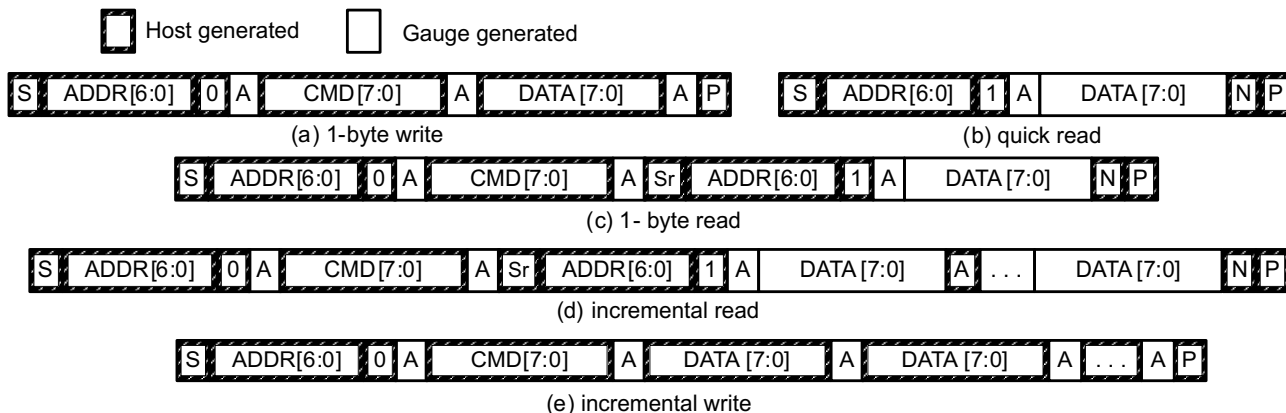 Host generated Gauge generated
S ADDR[6:0] 0 A CMD[7:0] A DATA [7:0] A P S ADDR[6:0] 1 A DATA [7:0] N P
(a) 1-byte write (b) quick read
S ADDR[6:0] 0 A CMD[7:0] A Sr ADDR[6:0] 1 A DATA [7:0] N P
(c) 1- byte read
S ADDR[6:0] 0 A CMD[7:0] A Sr ADDR[6:0] 1 A DATA [7:0] A . . . DATA [7:0] N P
(d) incremental read
S ADDR[6:0] 0 A CMD[7:0] A DATA [7:0] A DATA [7:0] A . . . A P
(e) incremental write